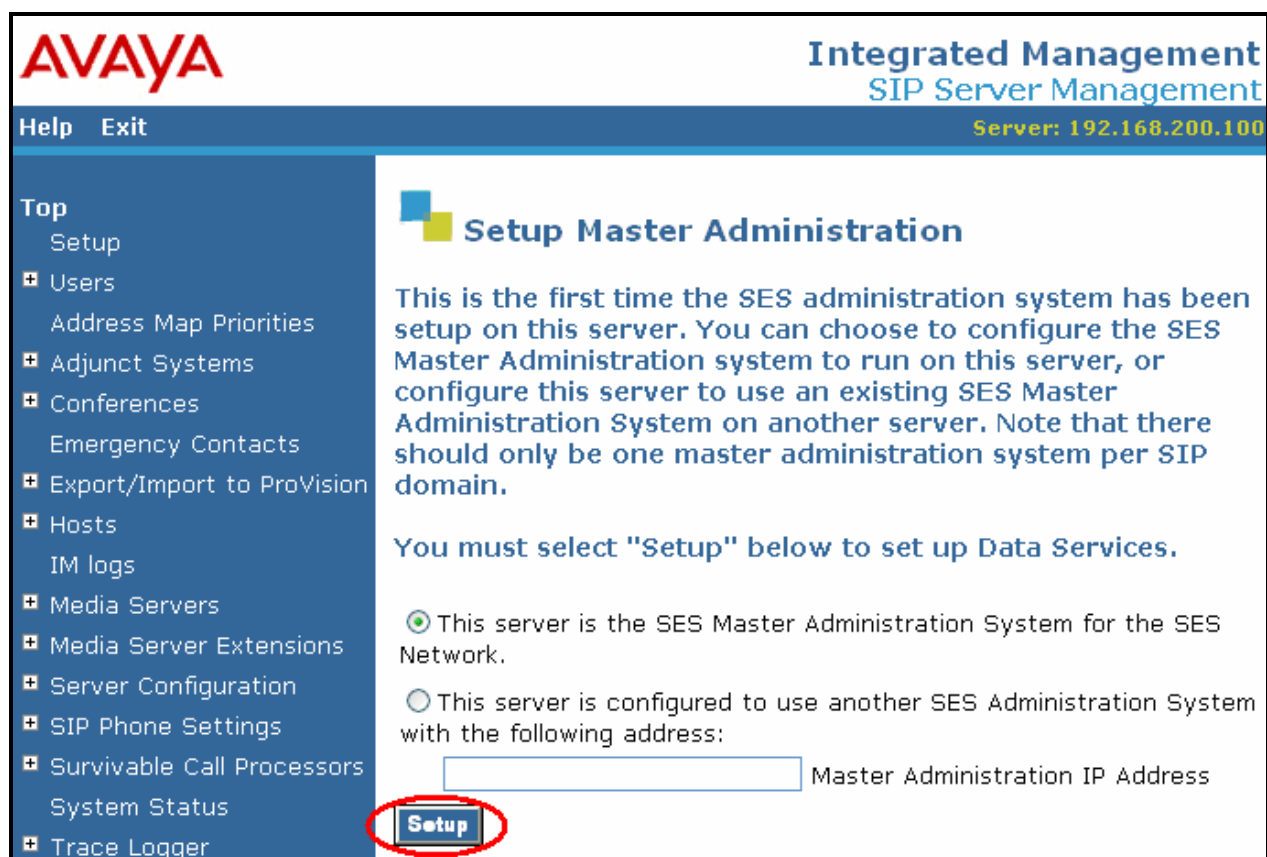 AVAYA
Integrated Management
SIP Server Management
Help Exit
Server: 192.168.200.100
Top
Setup
Users
Address Map Priorities
Adjunct Systems
Conferences
Emergency Contacts
Export/Import to ProVision
Hosts
IM logs
Media Servers
Media Server Extensions
Server Configuration
SIP Phone Settings
Survivable Call Processors
System Status
Trace Logger
Setup Master Administration
This is the first time the SES administration system has been
setup on this server. You can choose to configure the SES
Master Administration system to run on this server, or
configure this server to use an existing SES Master
Administration System on another server. Note that there
should only be one master administration system per SIP
domain.
You must select "Setup" below to set up Data Services.
This server is the SES Master Administration System for the SES
Network.
This server is configured to use another SES Administration System
with the following address:
Master Administration IP Address
Setup